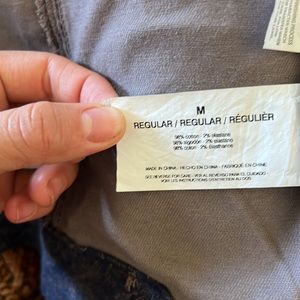 M
REGULAR / REGULAR / RÉGULIER
98% cotton - 2% elastane
98% algodon - 2% elastano
98% coton - 2% élasthanne
MADE IN CHINA - HECHO EN CHINA - FABRIQUÉ EN CHINE
SEE REVERSE FOR CARE - VER AL REVERSO PARA EL CUIDADO
VOIR LES INSTRUCTIONS D'ENTRETIEN AU DOS